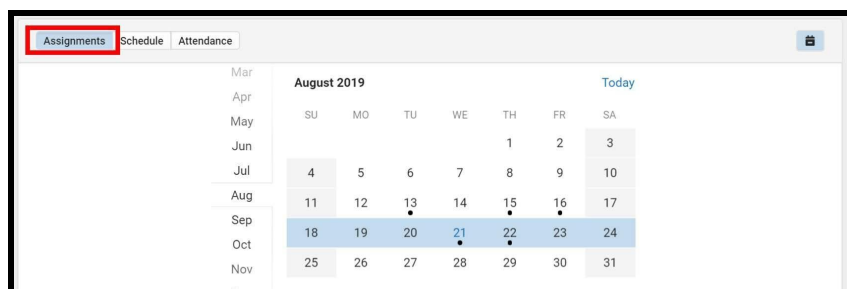 Assignments Schedule Attendance
Mar
Apr
May
Jun
Jul
Aug
Sep
Oct
Nov
August 2019 Today
SU MO TU WE TH FR SA
1 2 3
4 5 6 7 8 9 10
11 12 13 14 15 16 17
18 19 20 21 22 23 24
25 26 27 28 29 30 31